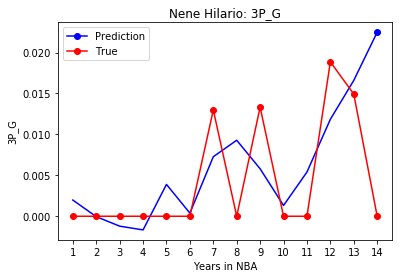 Nene Hilario: 3P_G
Prediction
True
0.020
0.015
0.010
0.005
0.000
3P_G
1 2 3 4 5 6 7 8 9 10 11 12 13 14
Years in NBA